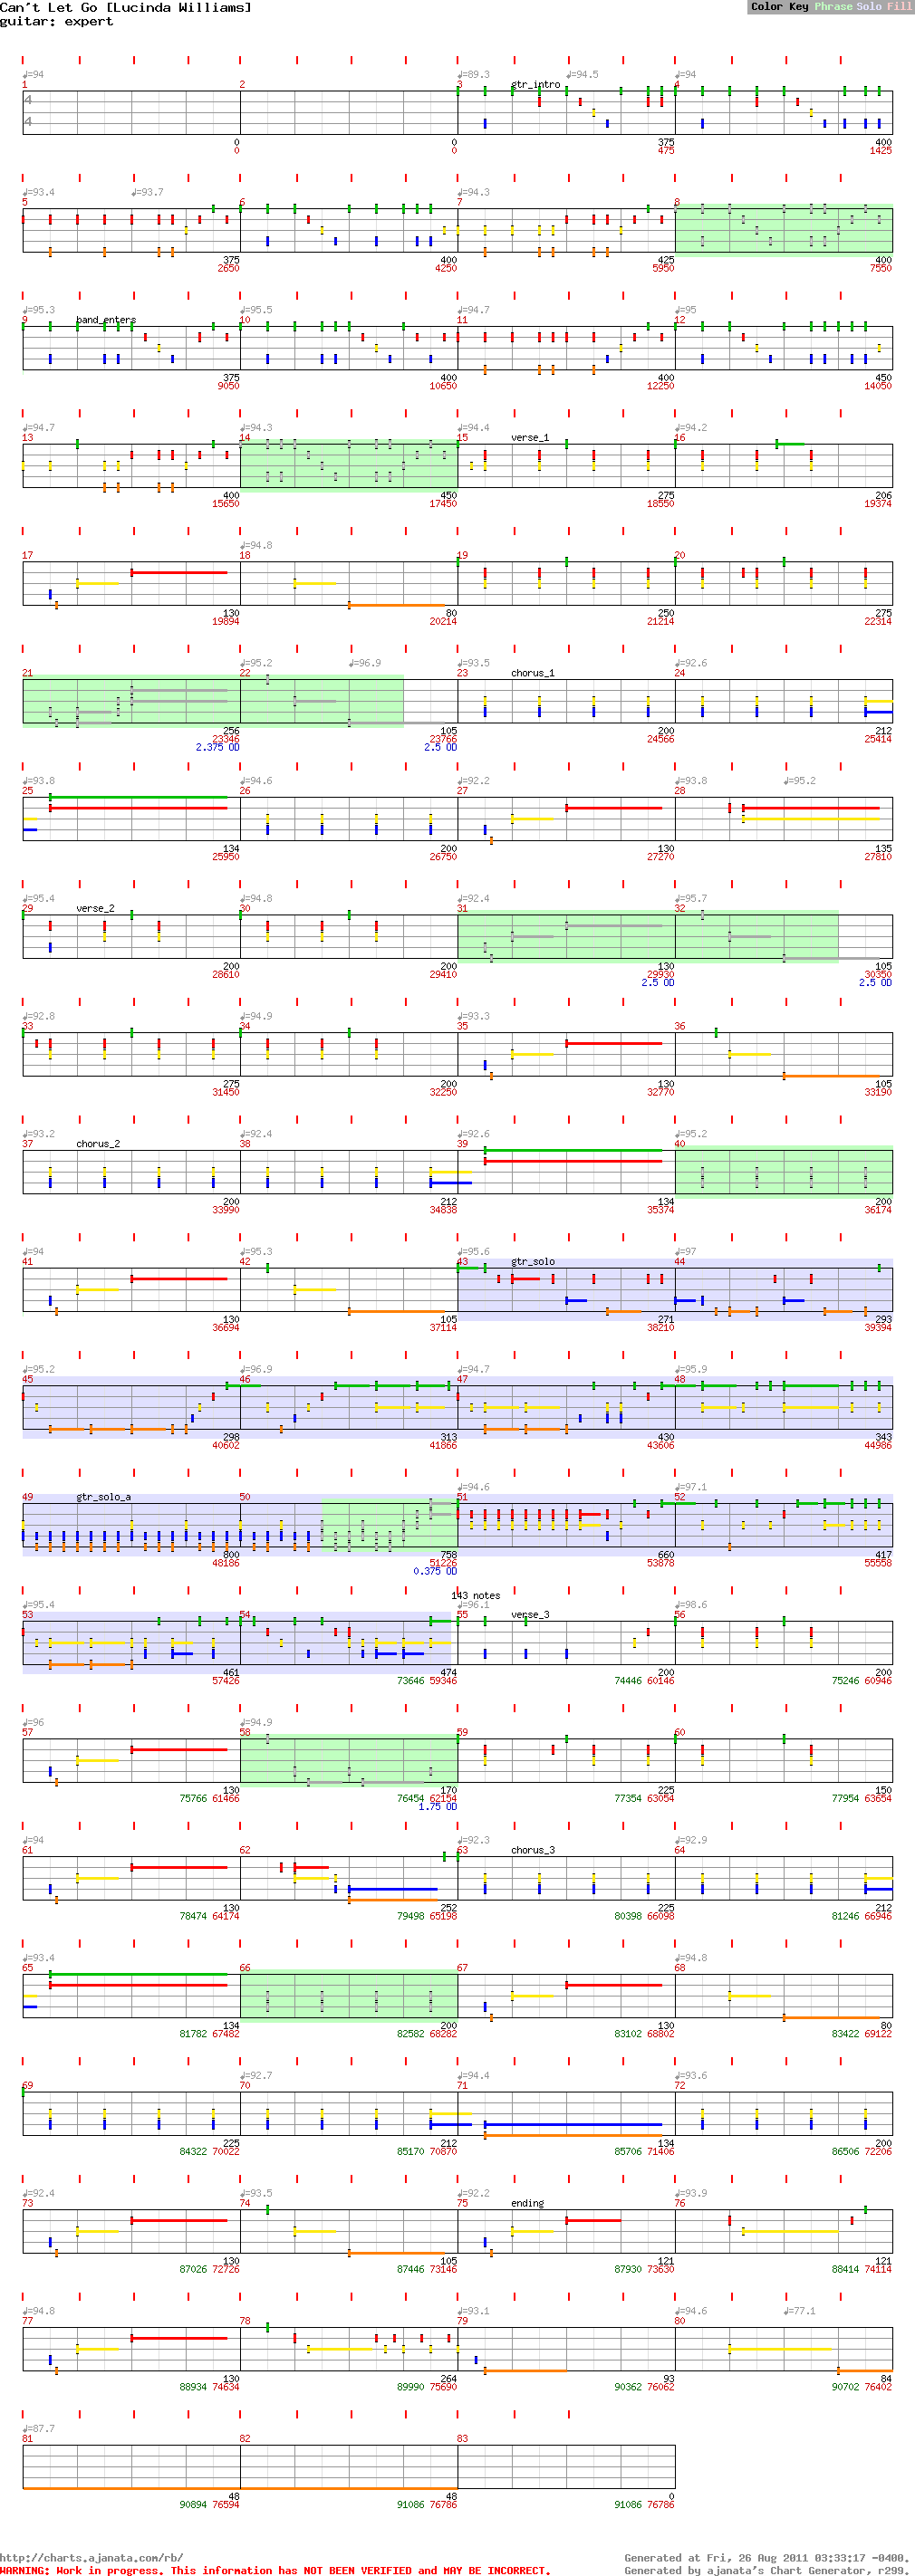 Can't Let Go [Lucinda Williams]
guitar: expert
Color Key Phrase Solo Fill
♩=94 ♩=89.3 ♩=94.5 ♩=94
1 2 3 gtr_intro 4
4
4
0 0 375 400
0 0 475 1425
♩=93.4 ♩=93.7 ♩=94.3
5 6 7 8
375 400 425 400
2650 4250 5950 7550
♩=95.3 ♩=95.5 ♩=94.7 ♩=95
9 band_enters 10 11 12
375 400 400 450
9050 10650 12250 14050
♩=94.7 ♩=94.3 ♩=94.4 ♩=94.2
13 14 15 verse_1 16
400 450 275 206
15650 17450 18550 19374
♩=94.8
17 18 19 20
130 80 250 275
19894 20214 21214 22314
♩=95.2 ♩=96.9 ♩=93.5 ♩=92.6
21 22 23 chorus_1 24
256 105 200 212
23346 23766 24566 25414
2.375 OD 2.5 OD
♩=93.8 ♩=94.6 ♩=92.2 ♩=93.8 ♩=95.2
25 26 27 28
134 200 130 135
25950 26750 27270 27810
♩=95.4 ♩=94.8 ♩=92.4 ♩=95.7
29 verse_2 30 31 32
200 200 130 105
28610 29410 29930 30350
2.5 OD 2.5 OD
♩=92.8 ♩=94.9 ♩=93.3
33 34 35 36
275 200 130 105
31450 32250 32770 33190
♩=93.2 ♩=92.4 ♩=92.6 ♩=95.2
37 chorus_2 38 39 40
200 212 134 200
33990 34838 35374 36174
♩=94 ♩=95.3 ♩=95.6 ♩=97
41 42 43 gtr_solo 44
130 105 271 293
36694 37114 38210 39394
♩=95.2 ♩=96.9 ♩=94.7 ♩=95.9
45 46 47 48
298 313 430 343
40602 41866 43606 44986
♩=94.6 ♩=97.1
49 gtr_solo_a 50 51 52
800 758 660 417
48186 51226 53878 55558
0.375 OD
143 notes
♩=95.4 ♩=96.1 ♩=98.6
53 54 55 verse_3 56
461 474 200 200
57426 73646 59346 74446 60146 75246 60946
♩=96 ♩=94.9
57 58 59 60
130 170 225 150
75766 61466 76454 62154 77354 63054 77954 63654
1.75 OD
♩=94 ♩=92.3 ♩=92.9
61 62 63 chorus_3 64
130 252 225 212
78474 64174 79498 65198 80398 66098 81246 66946
♩=93.4 ♩=94.8
65 66 67 68
134 200 130 80
81782 67482 82582 68282 83102 68802 83422 69122
♩=92.7 ♩=94.4 ♩=93.6
69 70 71 72
225 212 134 200
84322 70022 85170 70870 85706 71406 86506 72206
♩=92.4 ♩=93.5 ♩=92.2 ♩=93.9
73 74 75 ending 76
130 105 121 121
87026 72726 87446 73146 87930 73630 88414 74114
♩=94.8 ♩=93.1 ♩=94.6 ♩=77.1
77 78 79 80
130 264 93 84
88934 74634 89990 75690 90362 76062 90702 76402
♩=87.7
81 82 83
48 48 0
90894 76594 91086 76786 91086 76786
http://charts.ajanata.com/rb/ Generated at Fri, 26 Aug 2011 03:33:17 -0400.
WARNING: Work in progress. This information has NOT BEEN VERIFIED and MAY BE INCORRECT. Generated by ajanata's Chart Generator, r299.